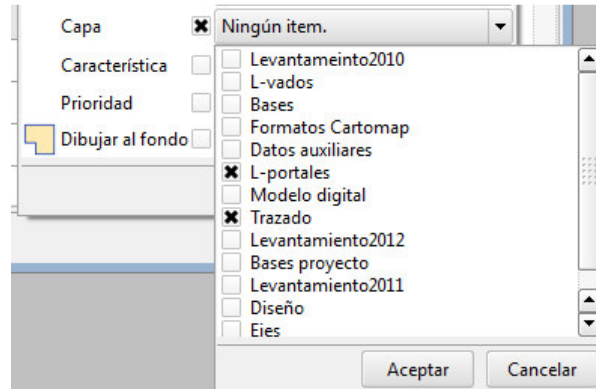 Capa Ningún item.
Característica
Prioridad
Dibujar al fondo
Levantameinto2010
L-vados
Bases
Formatos Cartomap
Datos auxiliares
L-portales
Modelo digital
Trazado
Levantamiento2012
Bases proyecto
Levantamiento2011
Diseño
Ejes
Aceptar Cancelar